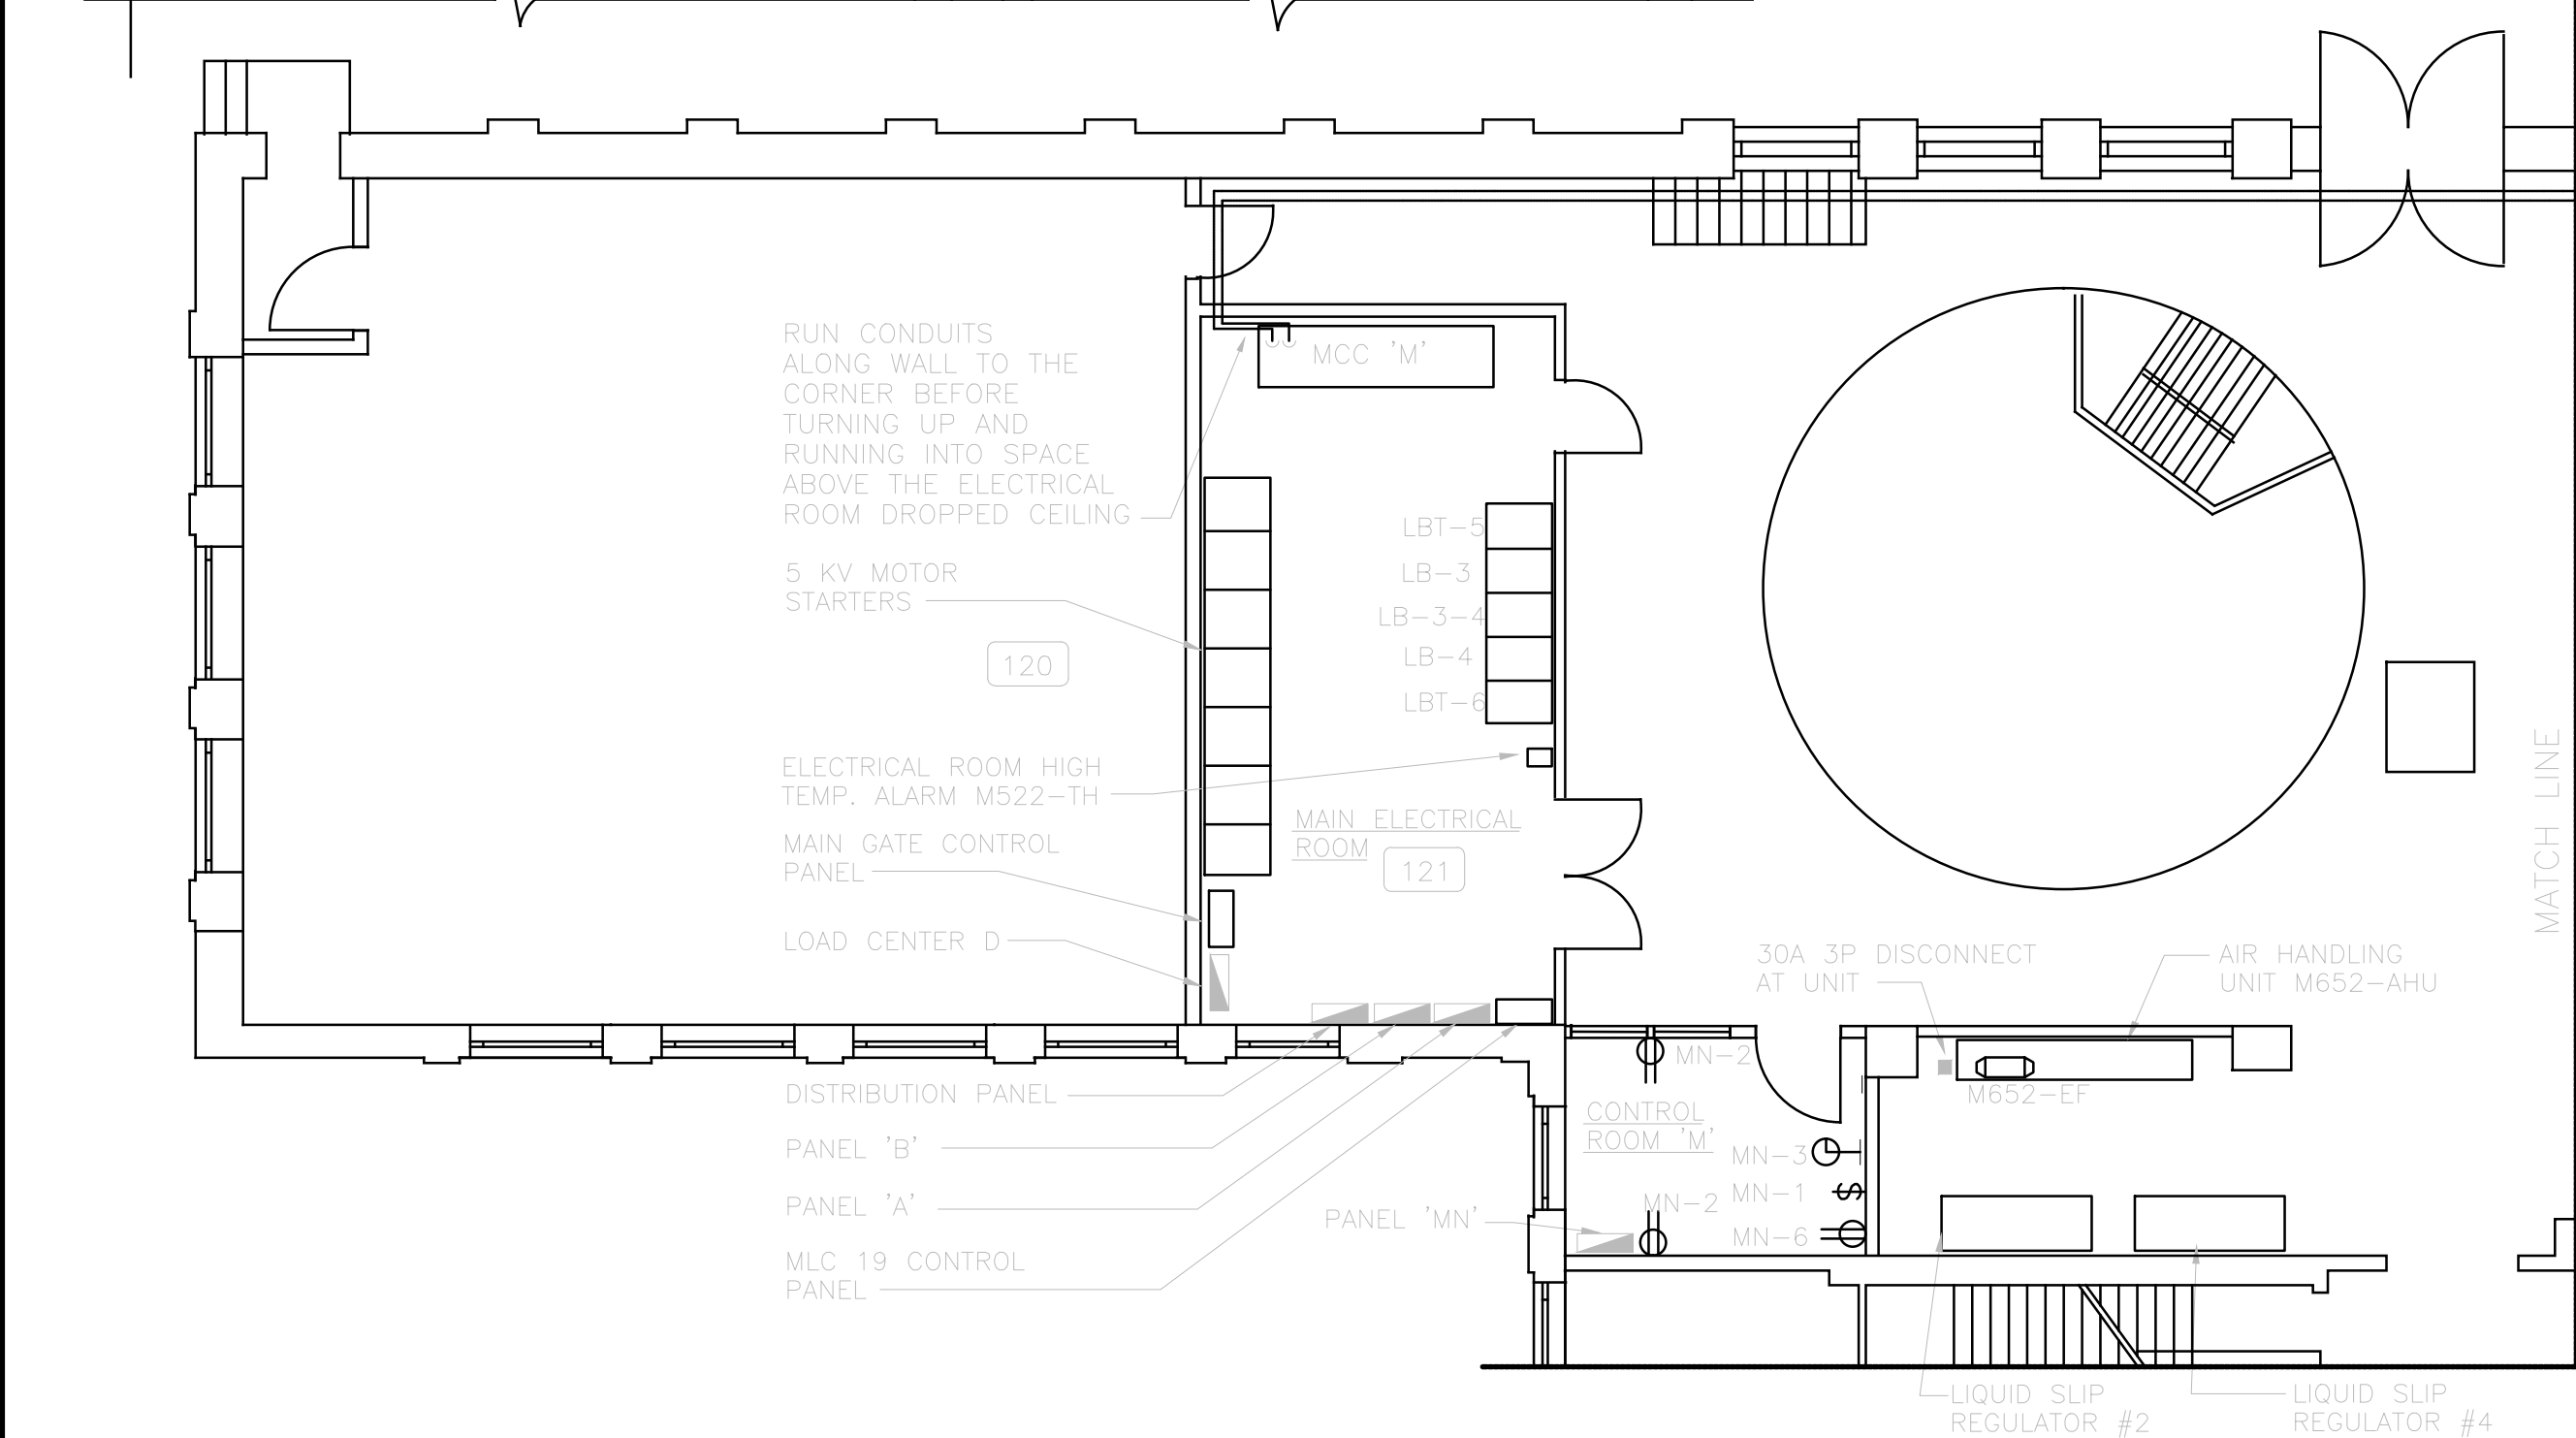 RUN CONDUITS
ALONG WALL TO THE
CORNER BEFORE
TURNING UP AND
RUNNING INTO SPACE
ABOVE THE ELECTRICAL
ROOM DROPPED CEILING
MCC 'M'
5 KV MOTOR
STARTERS
120
LBT-5
LB-3
LB-3-4
LB-4
LBT-6
ELECTRICAL ROOM HIGH
TEMP. ALARM M522-TH
MAIN GATE CONTROL
PANEL
MAIN ELECTRICAL
ROOM
121
LOAD CENTER D
DISTRIBUTION PANEL
PANEL 'B'
PANEL 'A'
MLC 19 CONTROL
PANEL
PANEL 'MN'
MN-2
CONTROL
ROOM 'M'
MN-3
MN-1
MN-2
MN-6
S
30A 3P DISCONNECT
AT UNIT
AIR HANDLING
UNIT M652-AHU
M652-EF
MATCH LINE
LIQUID SLIP
REGULATOR #2
LIQUID SLIP
REGULATOR #4